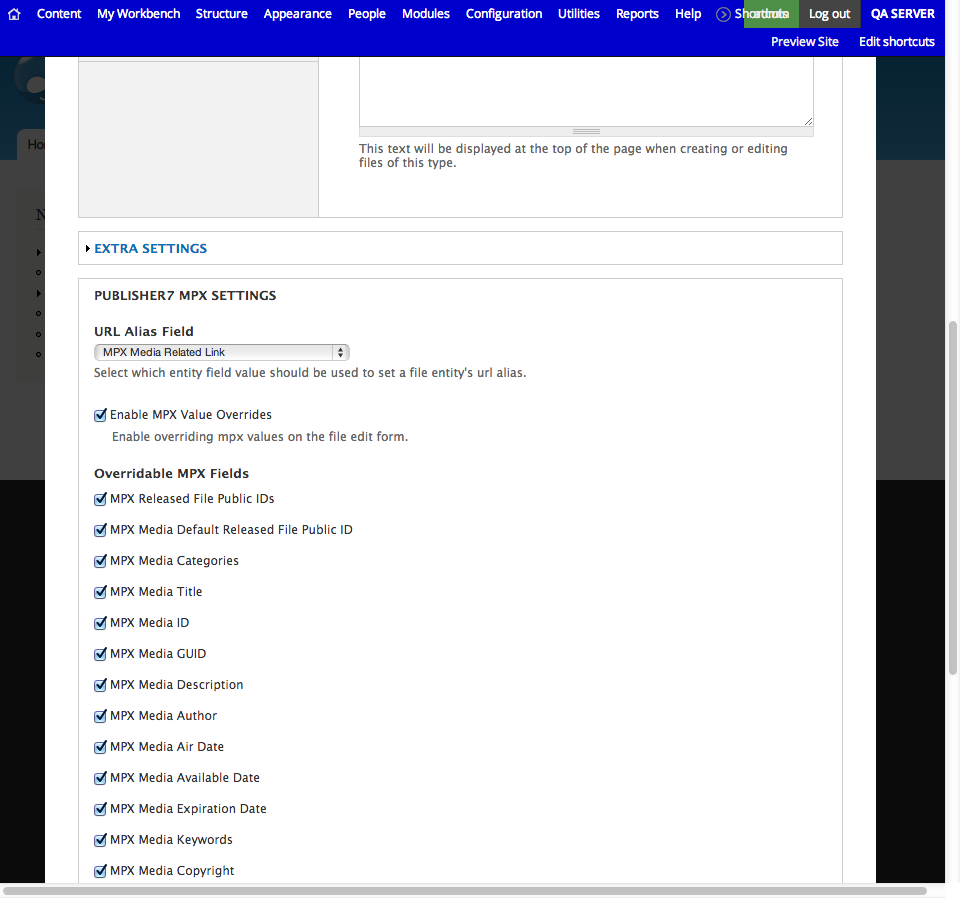 Content My Workbench Structure Appearance People Modules Configuration Utilities Reports Help Shortcuts Log out QA SERVER
Preview Site Edit shortcuts
This text will be displayed at the top of the page when creating or editing
files of this type.
EXTRA SETTINGS
PUBLISHER7 MPX SETTINGS
URL Alias Field
MPX Media Related Link
Select which entity field value should be used to set a file entity's url alias.
Enable MPX Value Overrides
Enable overriding mpx values on the file edit form.
Overridable MPX Fields
MPX Released File Public IDs
MPX Media Default Released File Public ID
MPX Media Categories
MPX Media Title
MPX Media ID
MPX Media GUID
MPX Media Description
MPX Media Author
MPX Media Air Date
MPX Media Available Date
MPX Media Expiration Date
MPX Media Keywords
MPX Media Copyright